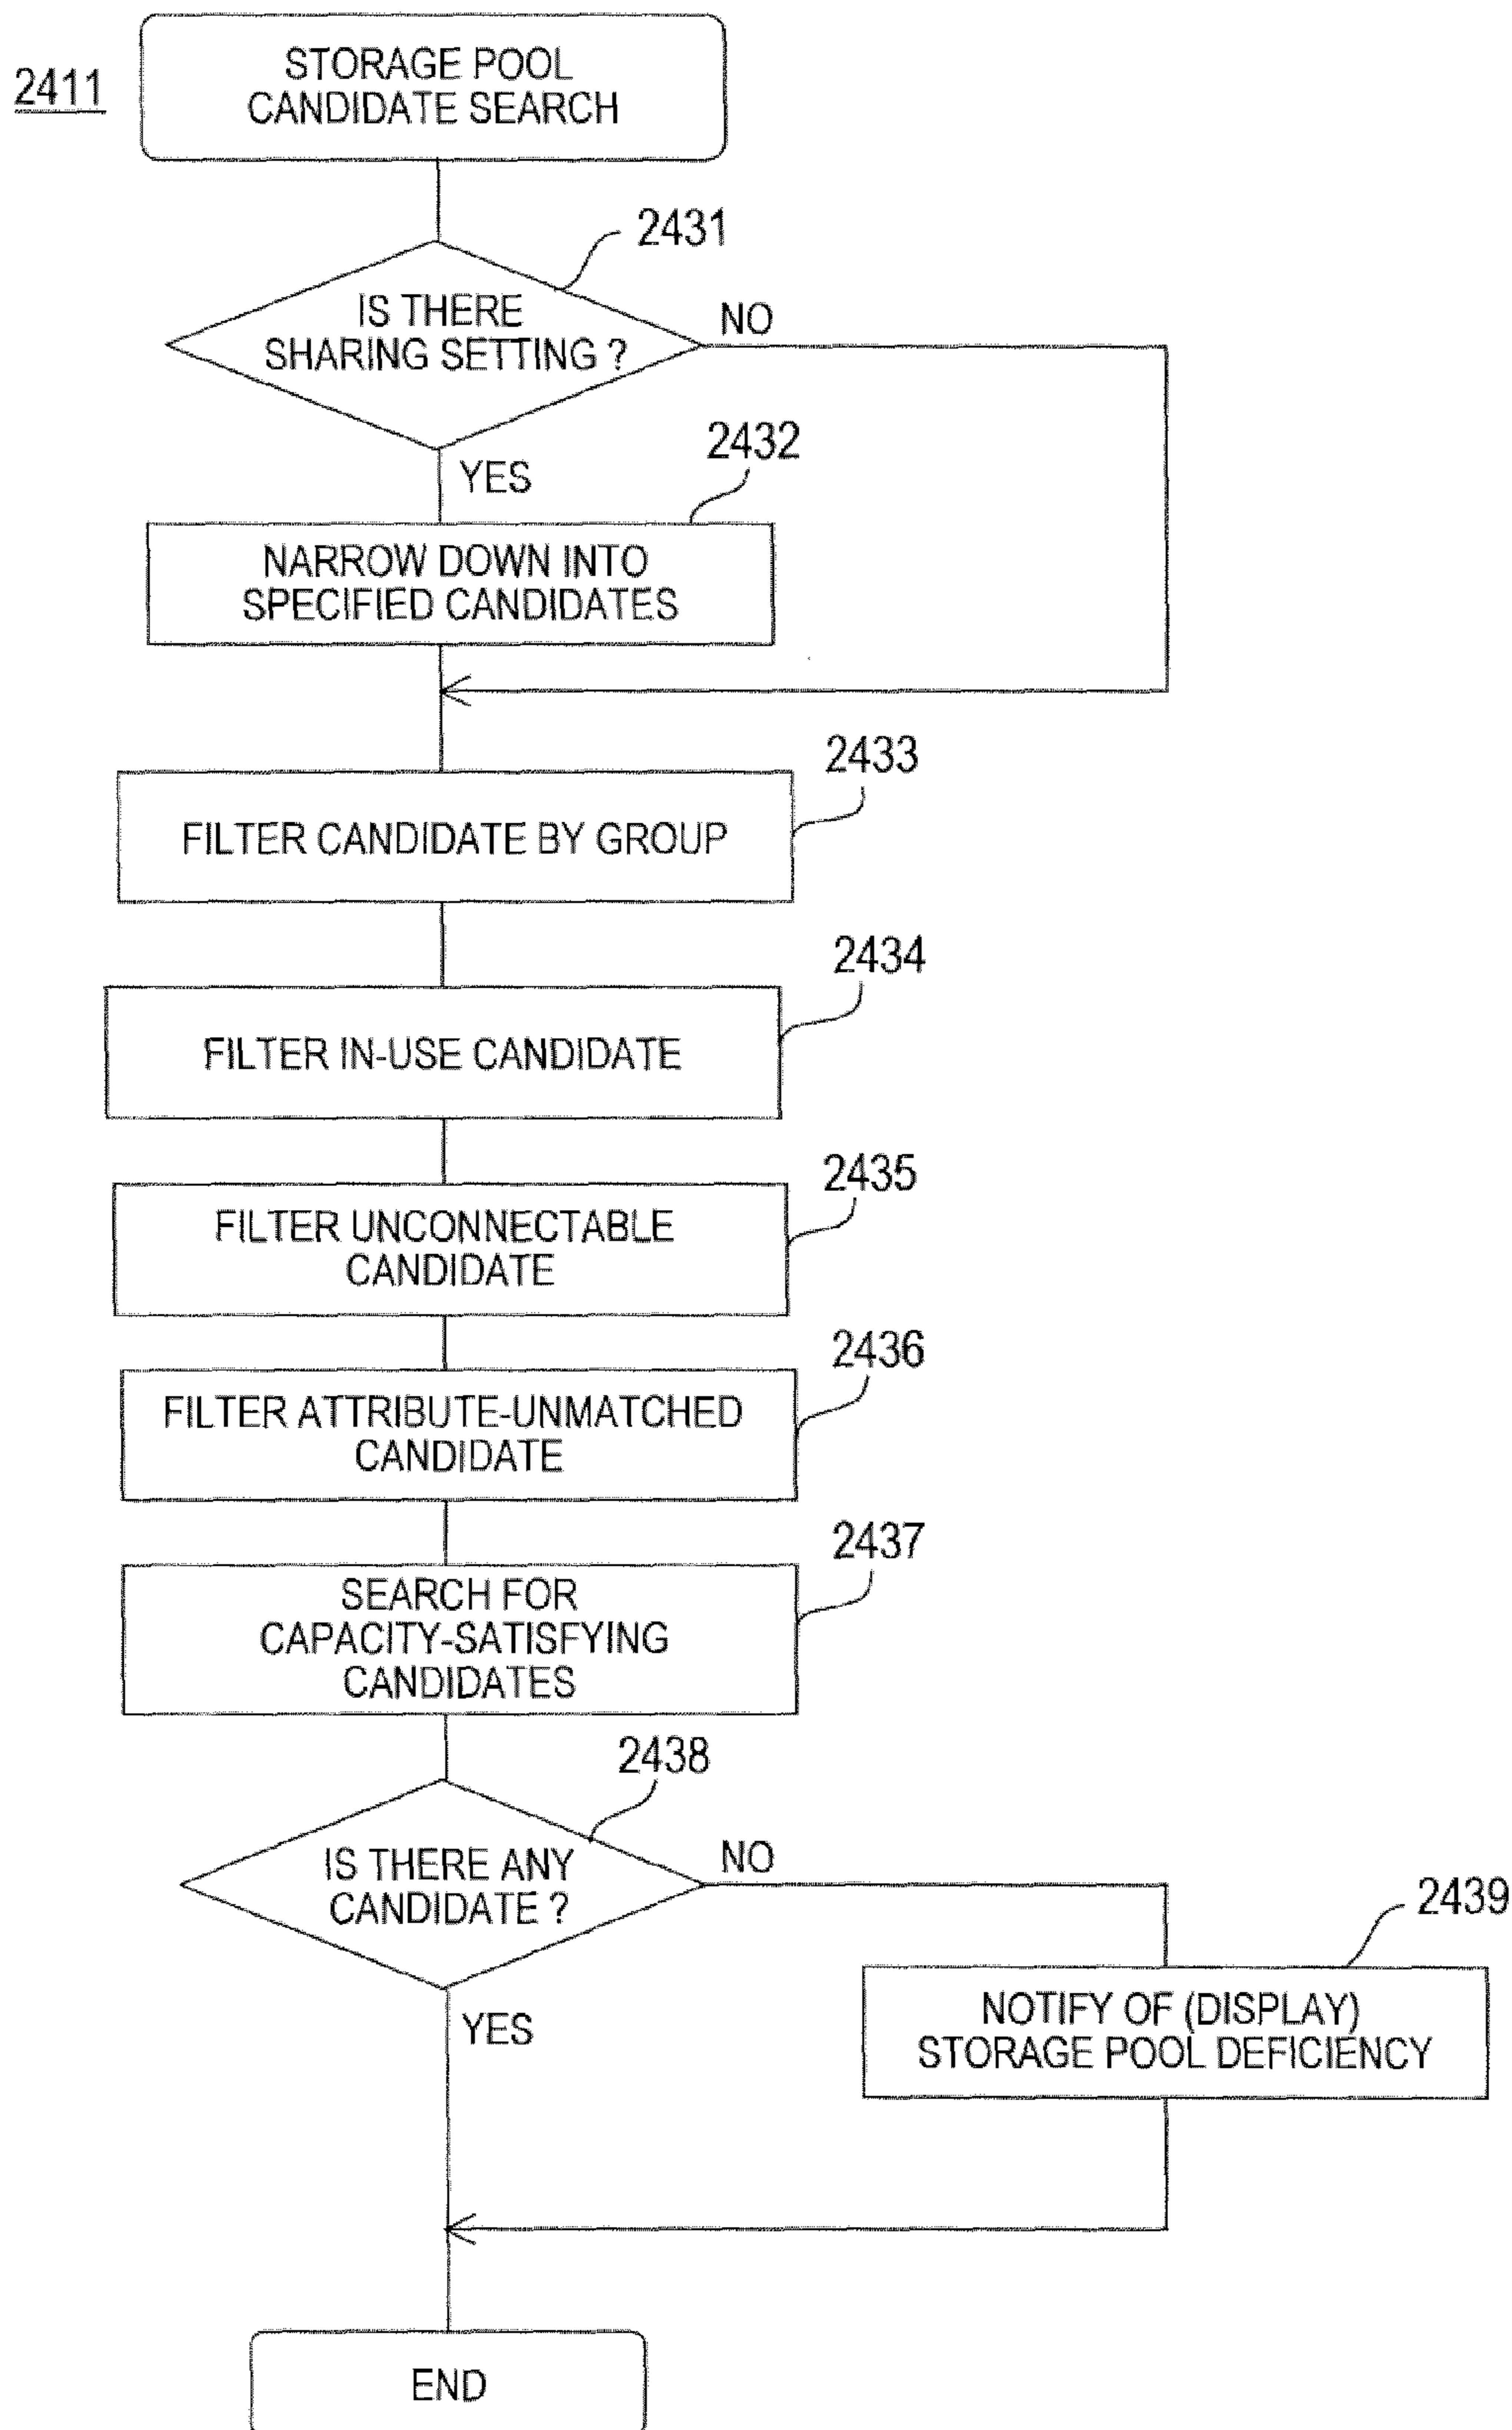 2411
STORAGE POOL
CANDIDATE SEARCH
2431
IS THERE
SHARING SETTING ?
NO
YES
2432
NARROW DOWN INTO
SPECIFIED CANDIDATES
2433
FILTER CANDIDATE BY GROUP
2434
FILTER IN-USE CANDIDATE
2435
FILTER UNCONNECTABLE
CANDIDATE
2436
FILTER ATTRIBUTE-UNMATCHED
CANDIDATE
2437
SEARCH FOR
CAPACITY-SATISFYING
CANDIDATES
2438
IS THERE ANY
CANDIDATE ?
NO
YES
2439
NOTIFY OF (DISPLAY)
STORAGE POOL DEFICIENCY
END